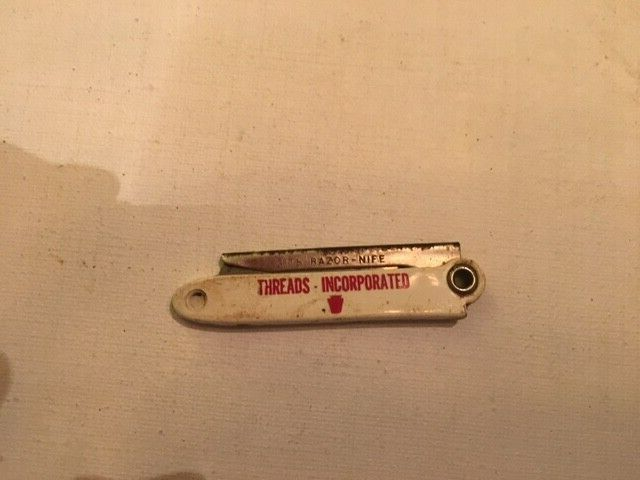 RAZOR-NIFE
THREADS - INCORPORATED